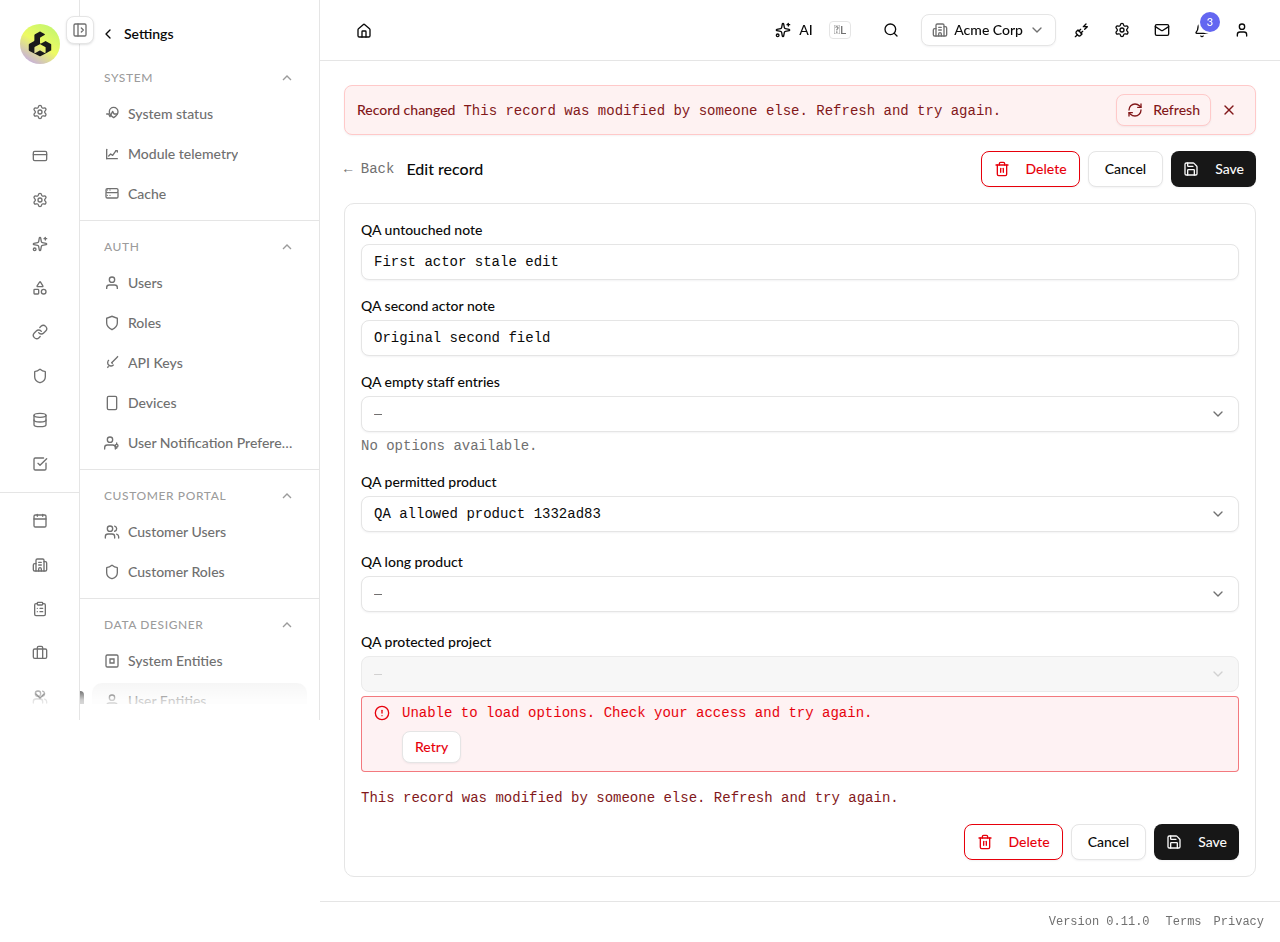 Settings
AI
L
Acme Corp
3
SYSTEM
System status
Module telemetry
Cache
AUTH
Users
Roles
API Keys
Devices
User Notification Prefere...
CUSTOMER PORTAL
Customer Users
Customer Roles
DATA DESIGNER
System Entities
User Entities
Record changed This record was modified by someone else. Refresh and try again.
Refresh
← Back Edit record
Delete
Cancel
Save
QA untouched note
First actor stale edit
QA second actor note
Original second field
QA empty staff entries
—
No options available.
QA permitted product
QA allowed product 1332ad83
QA long product
—
QA protected project
—
Unable to load options. Check your access and try again.
Retry
This record was modified by someone else. Refresh and try again.
Delete
Cancel
Save
Version 0.11.0 Terms Privacy